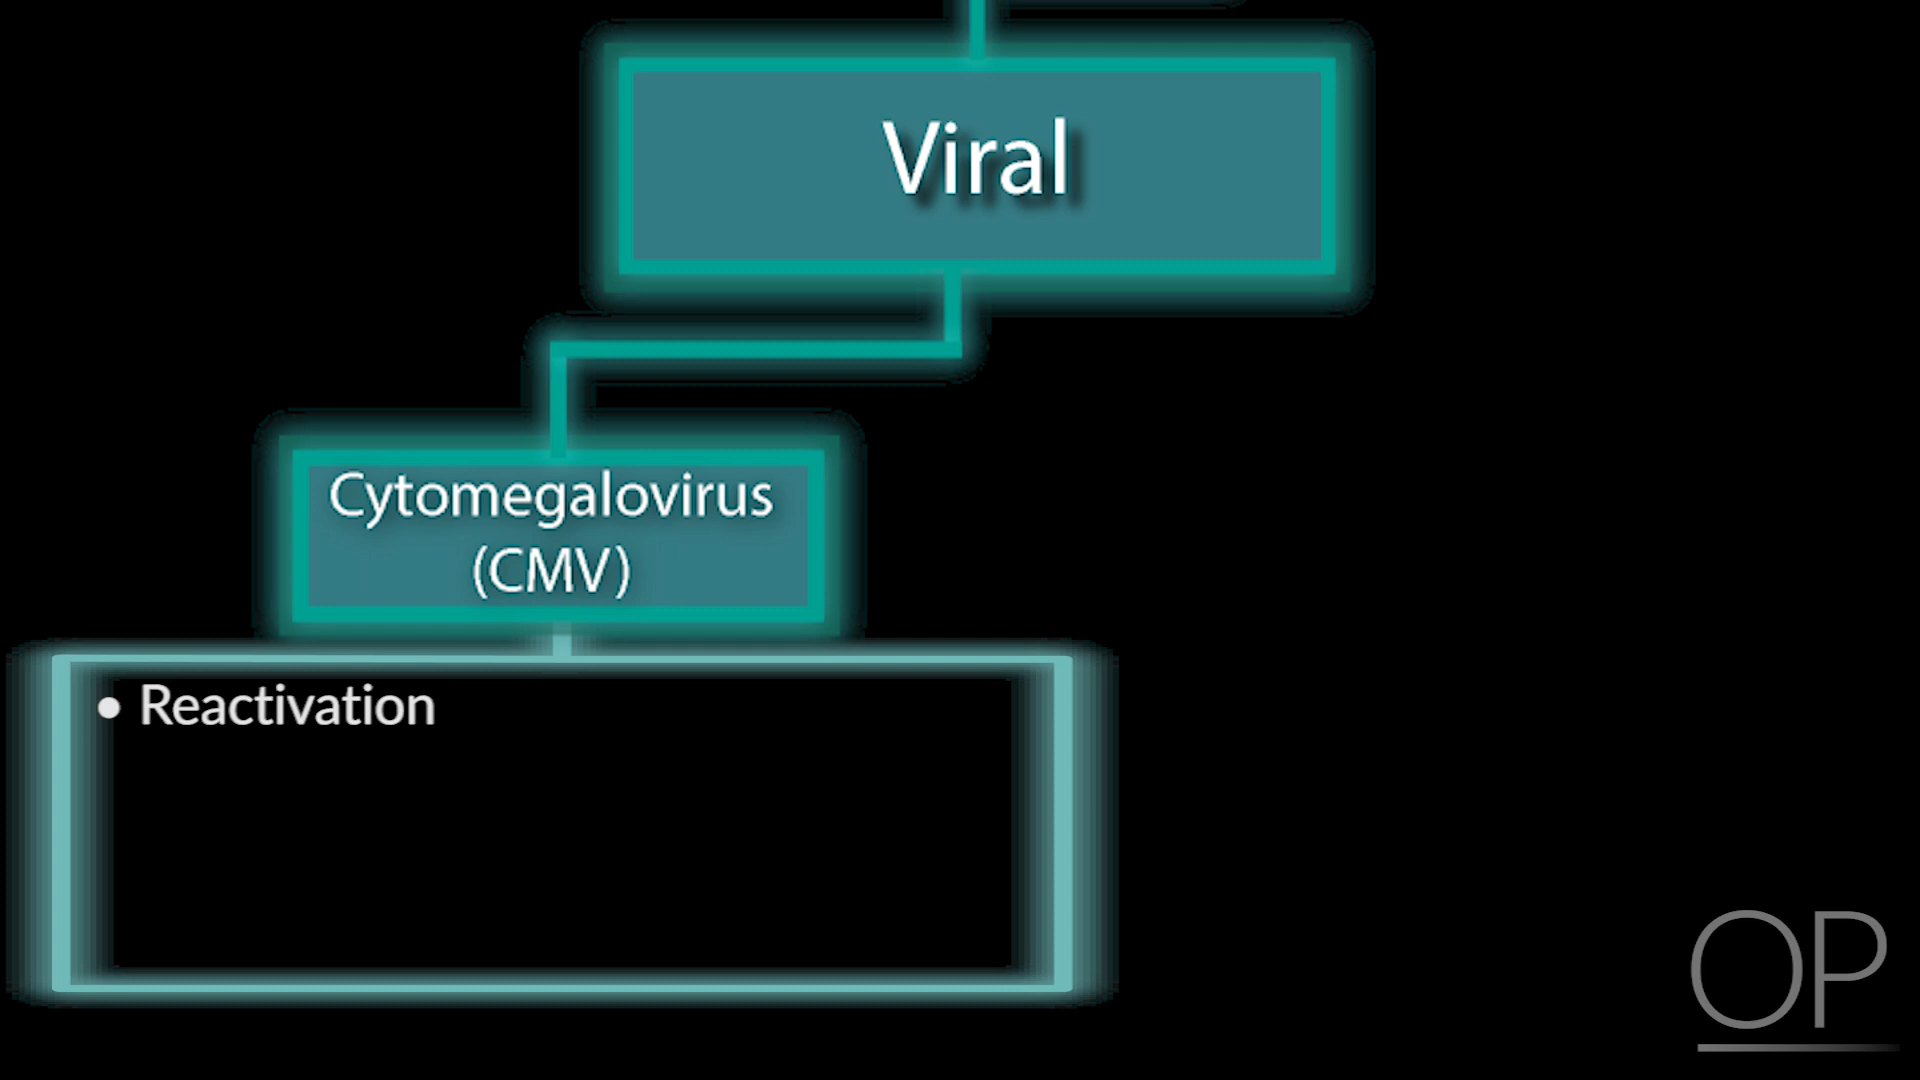 Viral
Cytomegalovirus
(CMV)
• Reactivation
OP